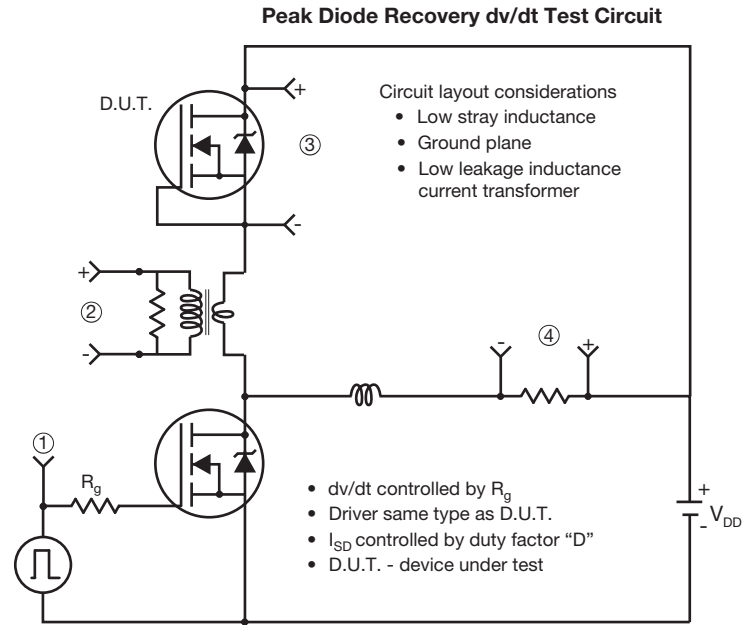 Peak Diode Recovery dv/dt Test Circuit
D.U.T.
+
③
-
Circuit layout considerations
• Low stray inductance
• Ground plane
• Low leakage inductance
current transformer
+
②
-
-
④
+
①
Rg
• dv/dt controlled by Rg
• Driver same type as D.U.T.
• ISD controlled by duty factor “D”
• D.U.T. - device under test
+
-
VDD